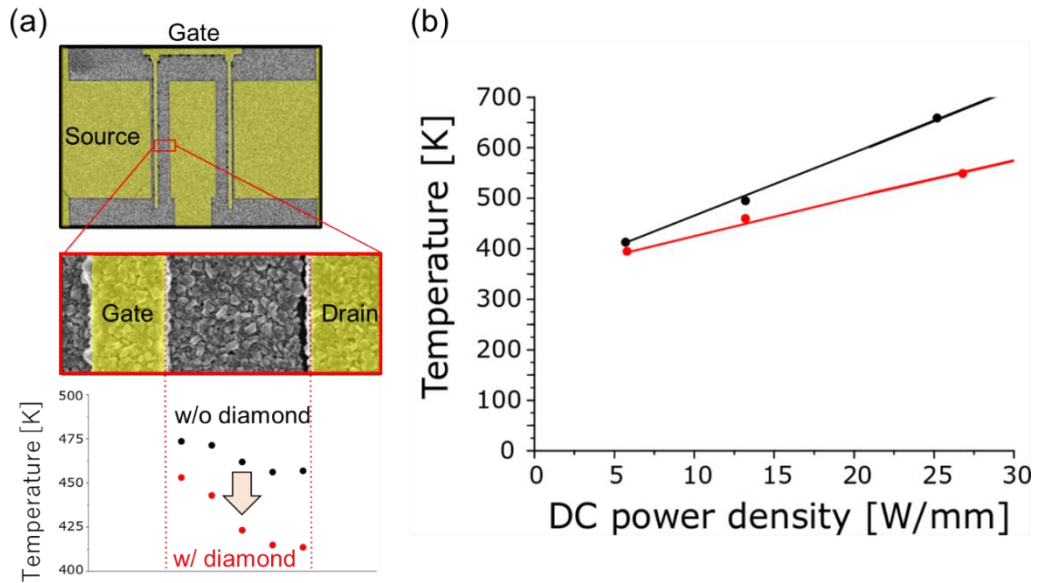 (a)
Gate
Source
Gate
Drain
Temperature [K]
500
475
450
425
400
w/o diamond
w/ diamond
(b)
Temperature [K]
700
600
500
400
300
200
100
0
0 5 10 15 20 25 30
DC power density [W/mm]